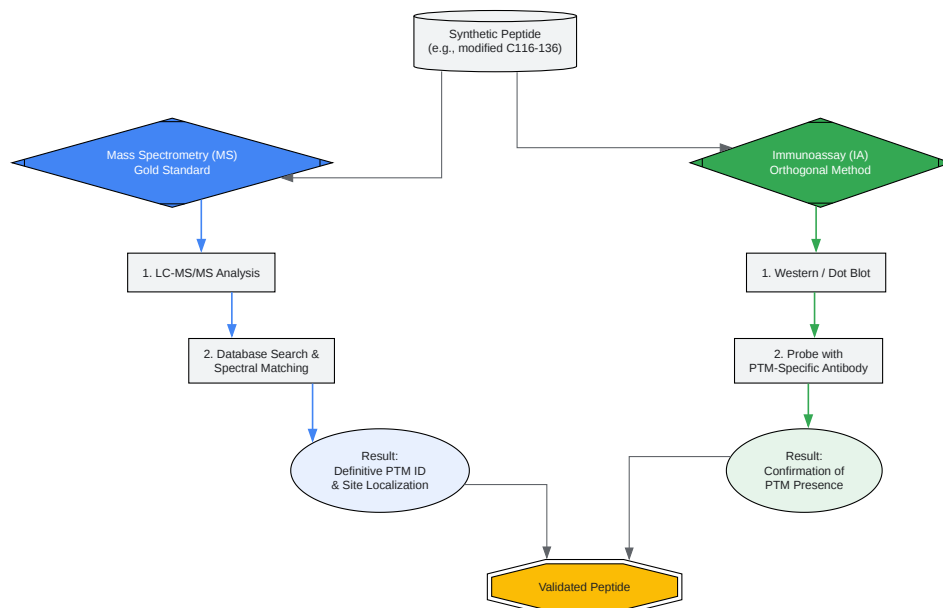 Synthetic Peptide
(e.g., modified C116-136)
Mass Spectrometry (MS)
Gold Standard
Immunoassay (IA)
Orthogonal Method
1. LC-MS/MS Analysis
1. Western / Dot Blot
2. Database Search &
Spectral Matching
2. Probe with
PTM-Specific Antibody
Result:
Definitive PTM ID
& Site Localization
Result:
Confirmation of
PTM Presence
Validated Peptide